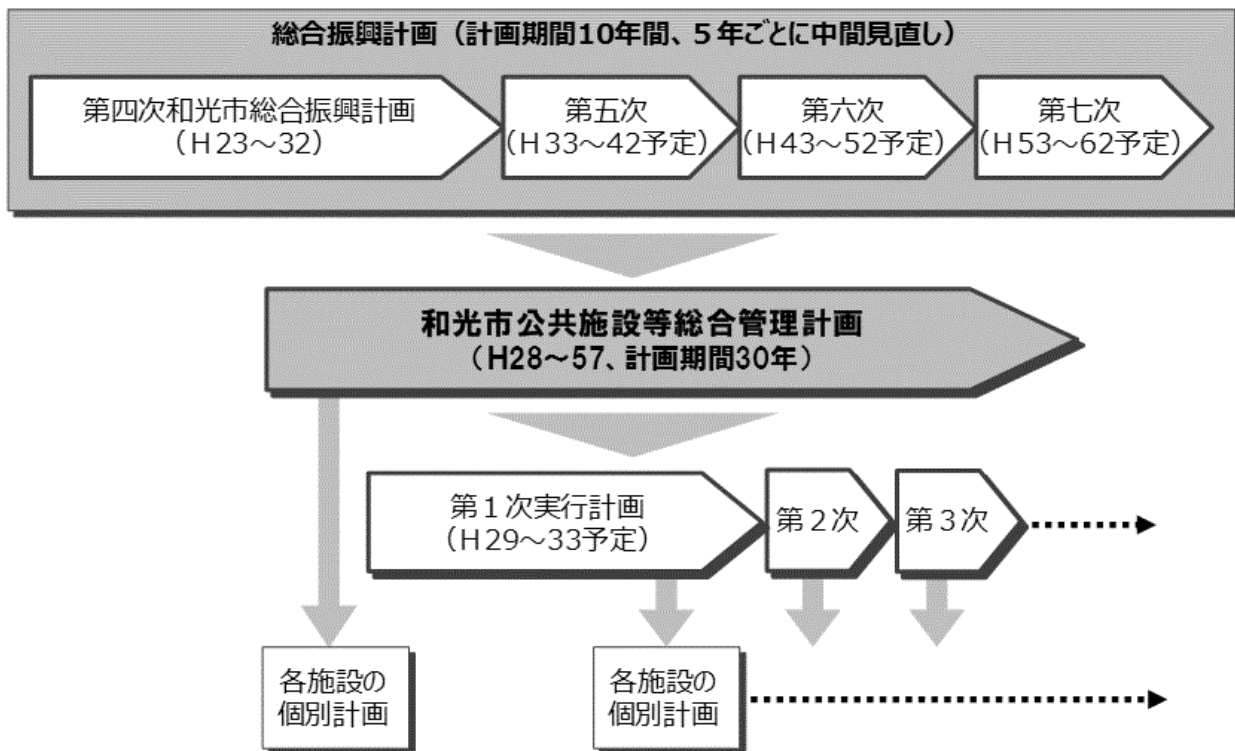 総合振興計画（計画期間10年間、5年ごとに中間見直し）
第四次和光市総合振興計画
（H23～32）
第五次
（H33～42予定）
第六次
（H43～52予定）
第七次
（H53～62予定）
和光市公共施設等総合管理計画
（H28～57、計画期間30年）
第1次実行計画
（H29～33予定）
第2次
第3次
各施設の
個別計画
各施設の
個別計画